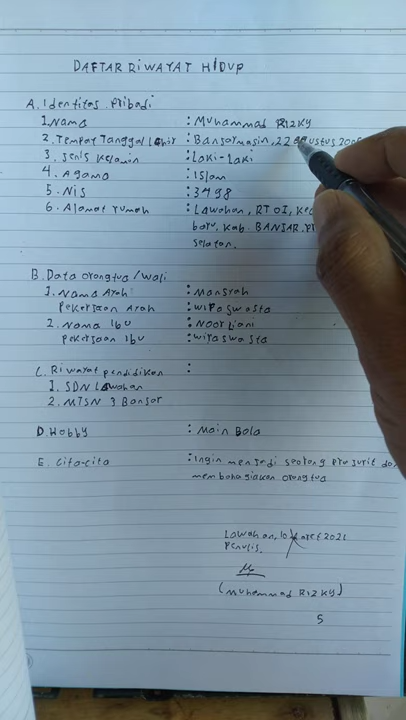 DAFTAR RIWAYAT HIDUP
A. Identitas Pribadi
1. Nama : Muhammad RIZKY
2. Tempat Tanggal Lahir : Banjarmasin, 22 Agustus
3. Jenis Kelamin : Laki-Laki
4. Agama : Islam
5. Nis : 3498
6. Alamat rumah : Lawahan, RT 01,
baru, Kab. BANJAR.
Selatan.
B. Data orangtua/wali
1. Nama Ayah : Mansyah
Pekerjaan Ayah : wiraswasta
2. Nama Ibu : Noorliani
Pekerjaan Ibu : wiraswasta
C. Riwayat pendidikan :
1. SDN Lawahan
2. MTSN 3 Banjar
D. Hobby : Main Bola
E. Cita-cita : Ingin menjadi seorang prajurit dan
membahagiakan orangtua
Lawahan, 10 Maret 2021
Penulis.
(Muhammad RIZKY)
5